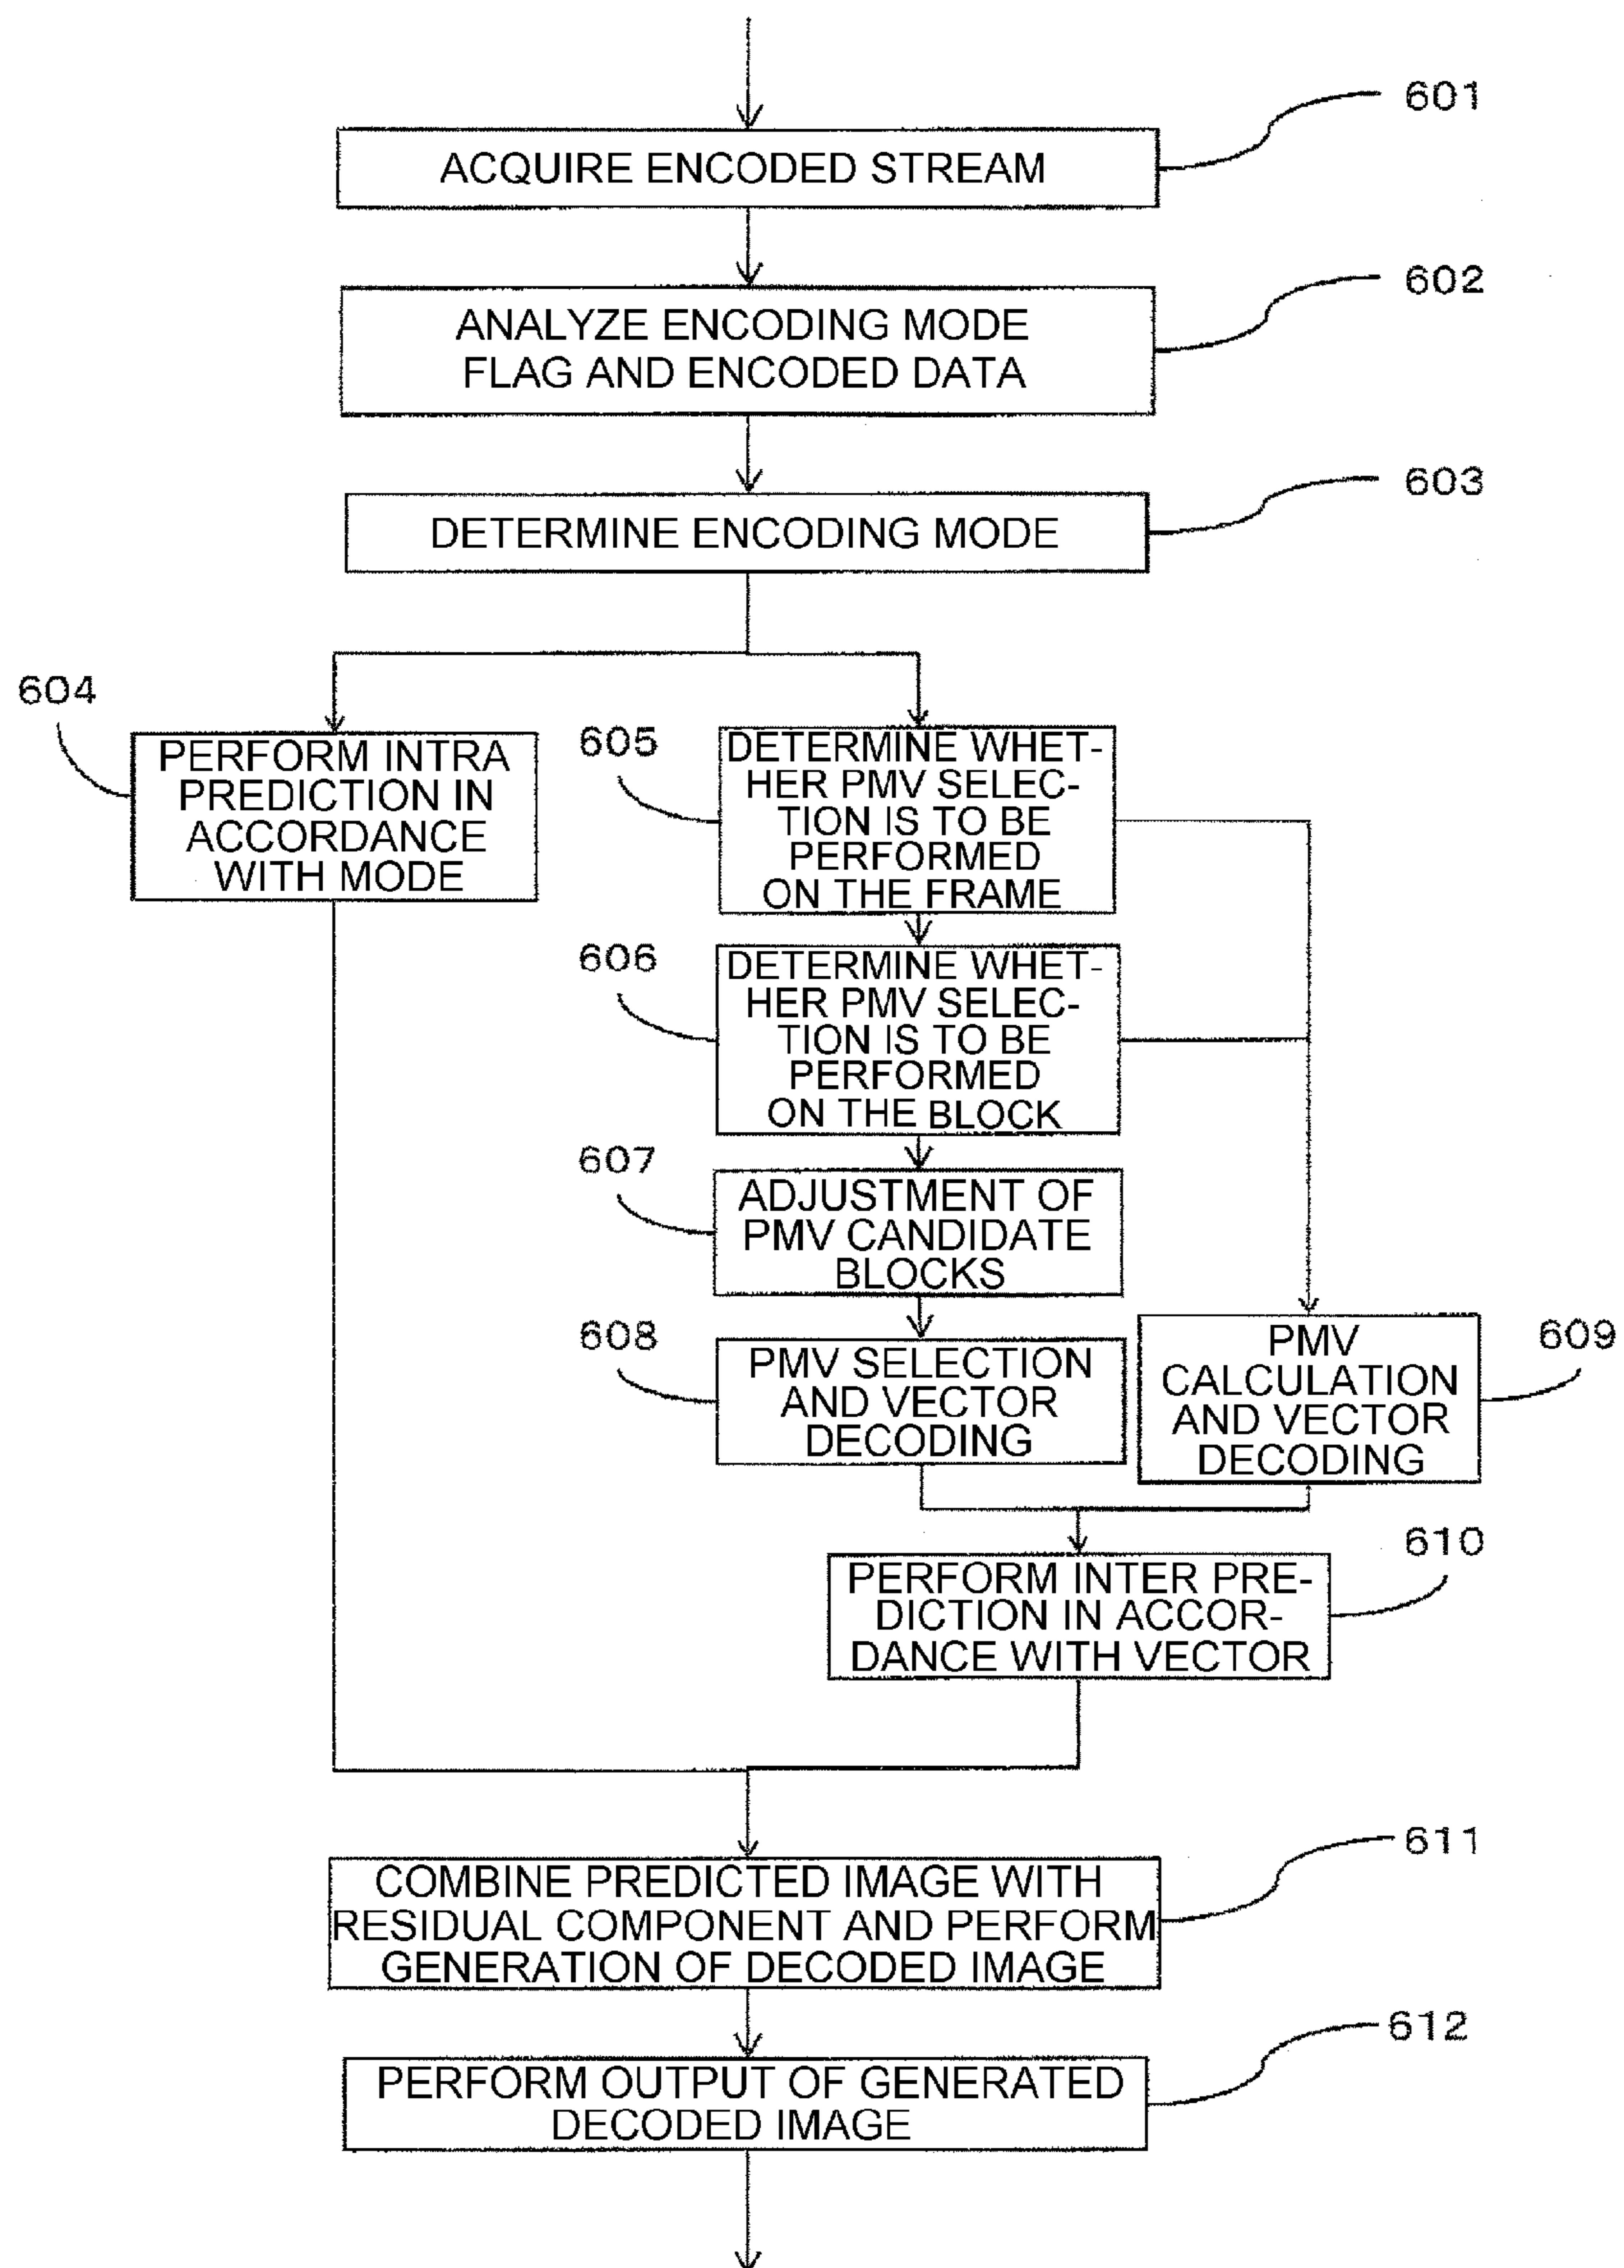 601
ACQUIRE ENCODED STREAM
602
ANALYZE ENCODING MODE
FLAG AND ENCODED DATA
603
DETERMINE ENCODING MODE
604
PERFORM INTRA
PREDICTION IN
ACCORDANCE
WITH MODE
605
DETERMINE WHET-
HER PMV SELEC-
TION IS TO BE
PERFORMED
ON THE FRAME
606
DETERMINE WHET-
HER PMV SELEC-
TION IS TO BE
PERFORMED
ON THE BLOCK
607
ADJUSTMENT OF
PMV CANDIDATE
BLOCKS
608
PMV SELECTION
AND VECTOR
DECODING
609
PMV
CALCULATION
AND VECTOR
DECODING
610
PERFORM INTER PRE-
DICTION IN ACCOR-
DANCE WITH VECTOR
611
COMBINE PREDICTED IMAGE WITH
RESIDUAL COMPONENT AND PERFORM
GENERATION OF DECODED IMAGE
612
PERFORM OUTPUT OF GENERATED
DECODED IMAGE